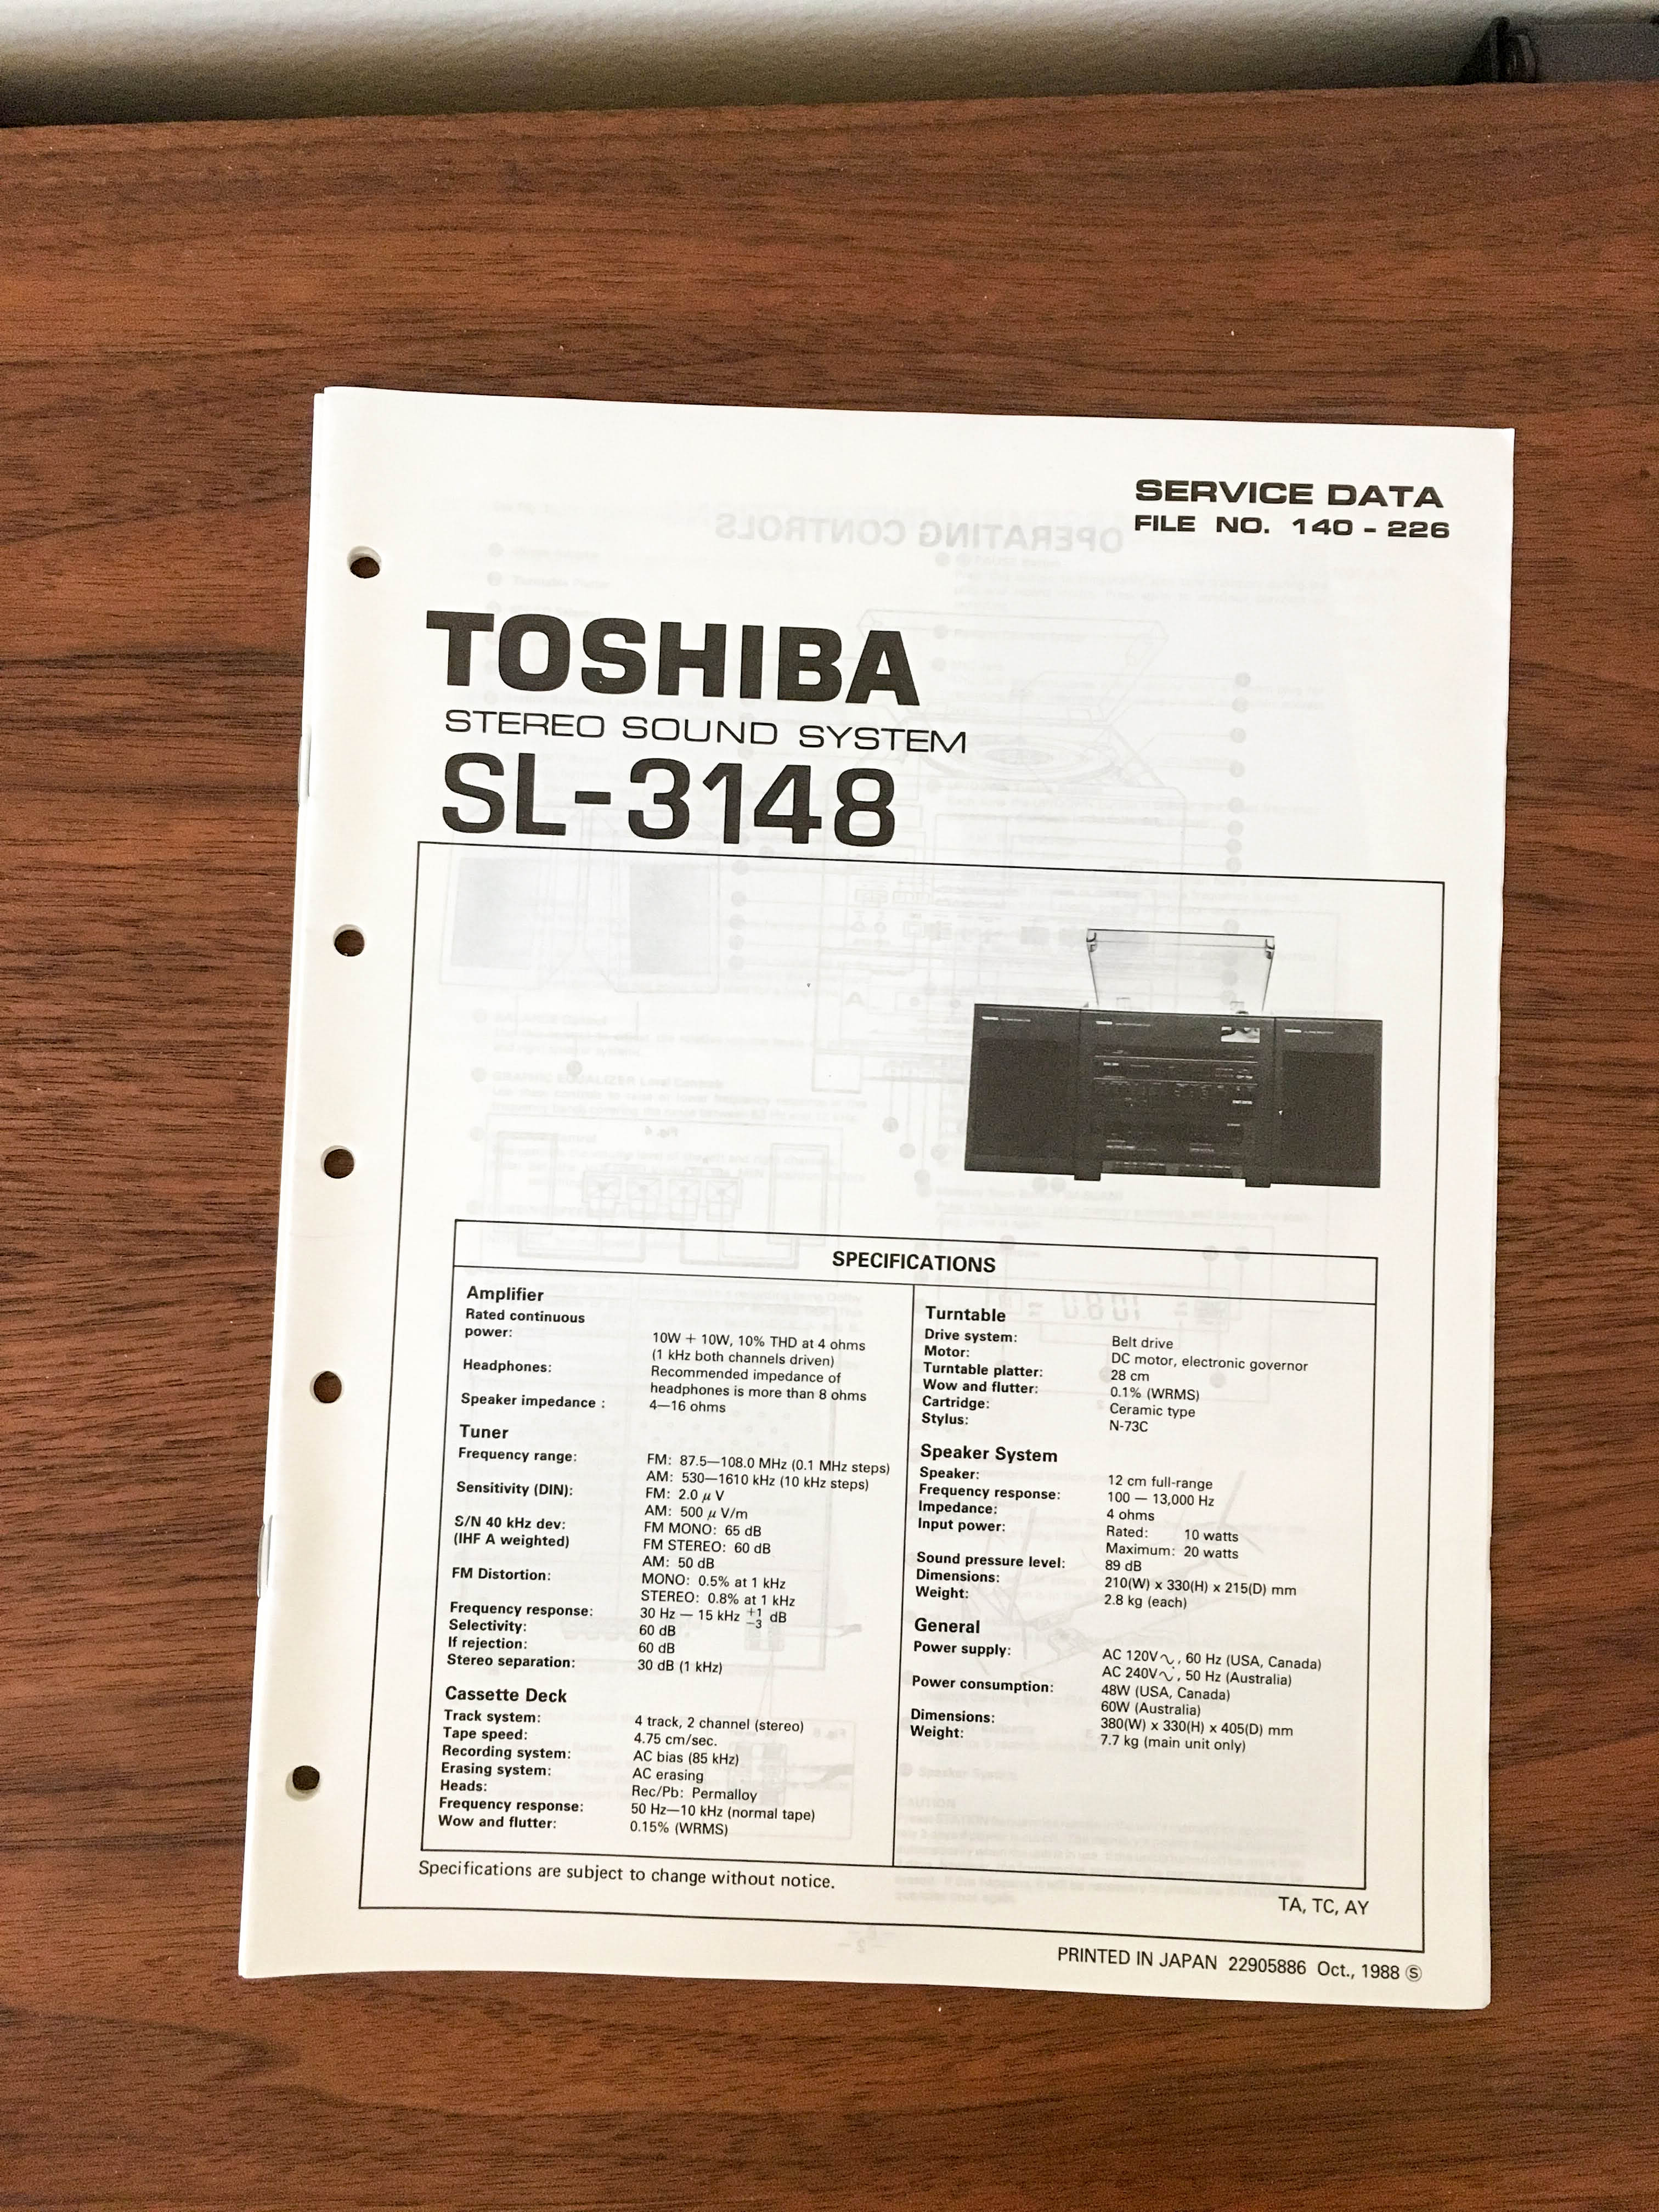 SERVICE DATA
FILE NO. 140 - 226
TOSHIBA
STEREO SOUND SYSTEM
SL-3148
SPECIFICATIONS
Amplifier
Rated continuous
power: 10W + 10W, 10% THD at 4 ohms
(1 kHz both channels driven)
Headphones: Recommended impedance of
headphones is more than 8 ohms
Speaker impedance : 4—16 ohms
Tuner
Frequency range: FM: 87.5—108.0 MHz (0.1 MHz steps)
AM: 530—1610 kHz (10 kHz steps)
Sensitivity (DIN): FM: 2.0 μ V
AM: 500 μ V/m
S/N 40 kHz dev: FM MONO: 65 dB
(IHF A weighted) FM STEREO: 60 dB
AM: 50 dB
FM Distortion: MONO: 0.5% at 1 kHz
STEREO: 0.8% at 1 kHz
Frequency response: 30 Hz — 15 kHz +1 −3 dB
Selectivity: 60 dB
If rejection: 60 dB
Stereo separation: 30 dB (1 kHz)
Cassette Deck
Track system: 4 track, 2 channel (stereo)
Tape speed: 4.75 cm/sec.
Recording system: AC bias (85 kHz)
Erasing system: AC erasing
Heads: Rec/Pb: Permalloy
Frequency response: 50 Hz—10 kHz (normal tape)
Wow and flutter: 0.15% (WRMS)
Turntable
Drive system: Belt drive
Motor: DC motor, electronic governor
Turntable platter: 28 cm
Wow and flutter: 0.1% (WRMS)
Cartridge: Ceramic type
Stylus: N-73C
Speaker System
Speaker: 12 cm full-range
Frequency response: 100 — 13,000 Hz
Impedance: 4 ohms
Input power: Rated: 10 watts
Maximum: 20 watts
Sound pressure level: 89 dB
Dimensions: 210(W) x 330(H) x 215(D) mm
Weight: 2.8 kg (each)
General
Power supply: AC 120V∿, 60 Hz (USA, Canada)
AC 240V∿, 50 Hz (Australia)
Power consumption: 48W (USA, Canada)
60W (Australia)
Dimensions: 380(W) x 330(H) x 405(D) mm
Weight: 7.7 kg (main unit only)
Specifications are subject to change without notice.
TA, TC, AY
PRINTED IN JAPAN 22905886 Oct., 1988 Ⓢ